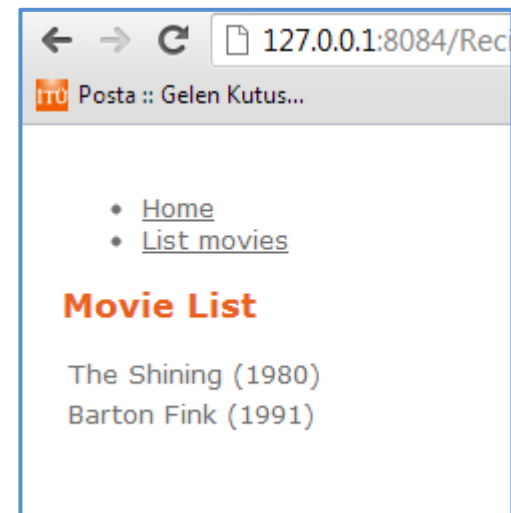 127.0.0.1:8084/Reci
İTÜ Posta :: Gelen Kutus...
Home
List movies
Movie List
The Shining (1980)
Barton Fink (1991)